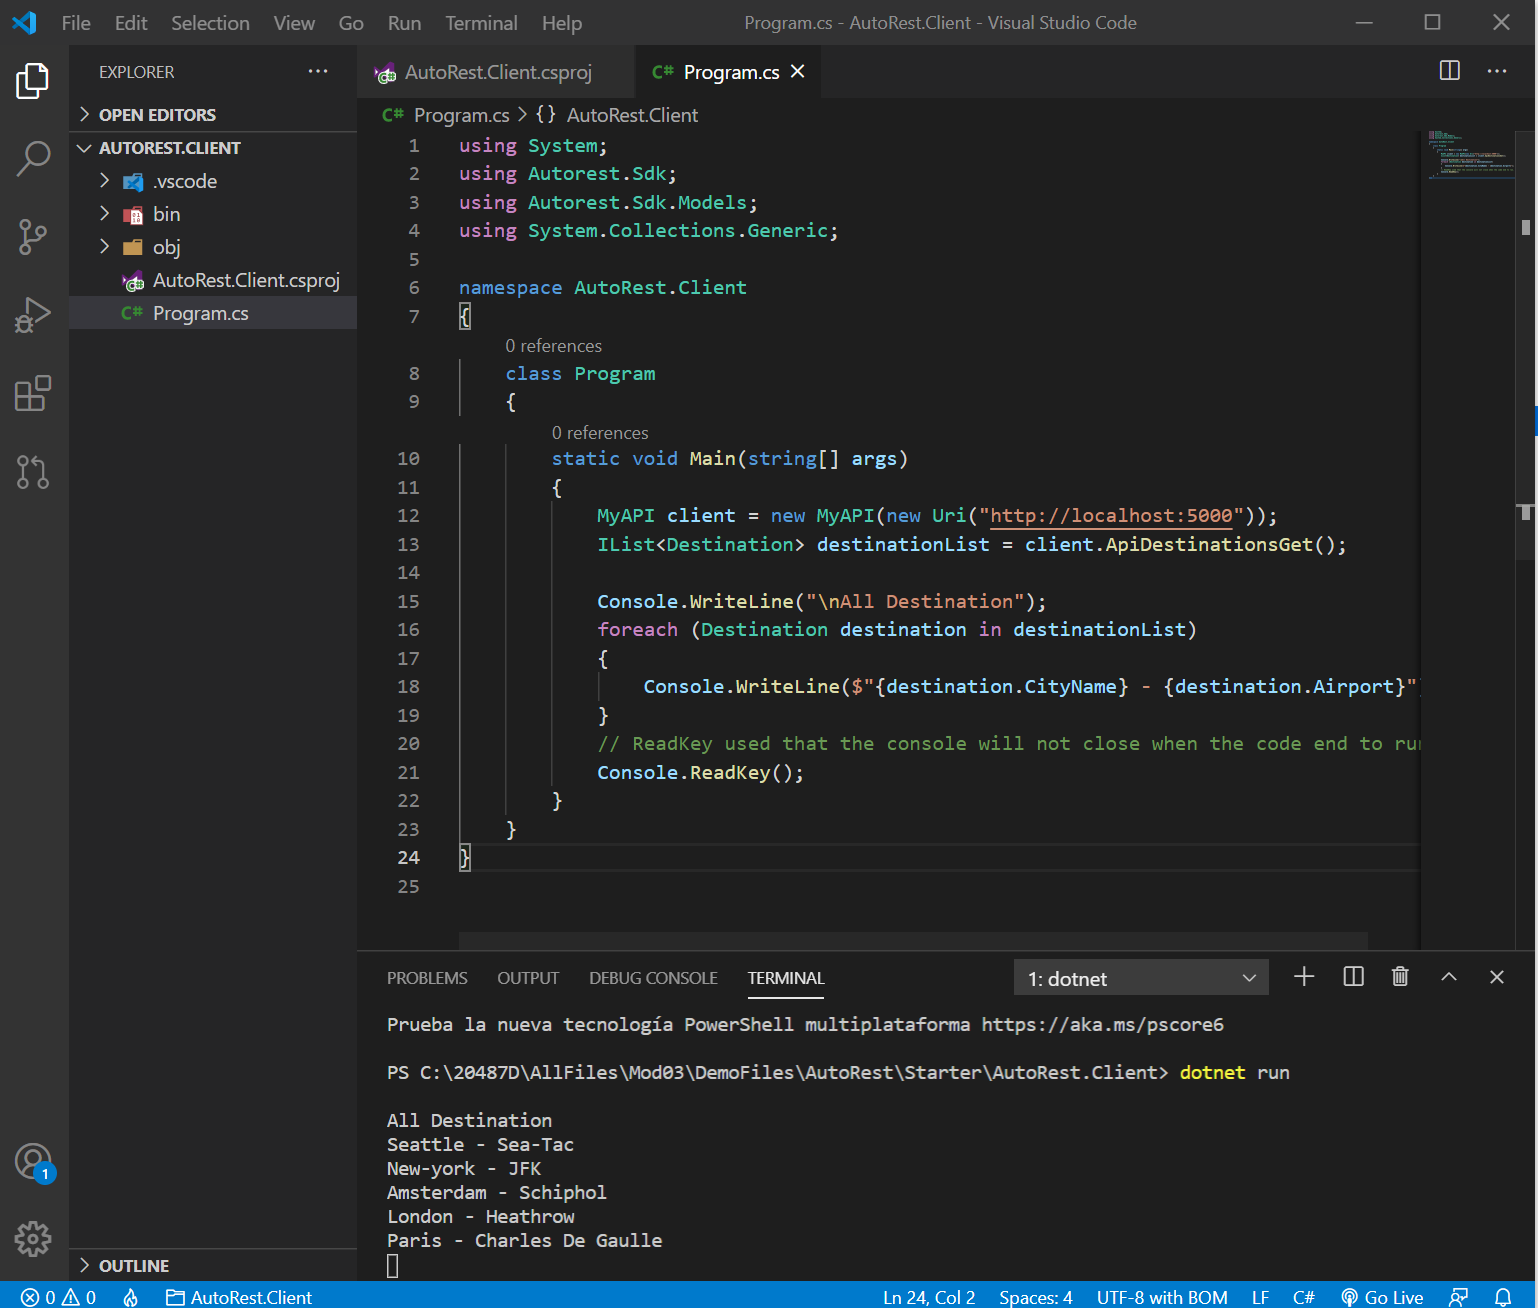 File Edit Selection View Go Run Terminal Help Program.cs - AutoRest.Client - Visual Studio Code
EXPLORER
OPEN EDITORS
AUTOREST.CLIENT
.vscode
bin
obj
AutoRest.Client.csproj
C# Program.cs
OUTLINE
1
AutoRest.Client.csproj C# Program.cs
C# Program.cs > {} AutoRest.Client
1 using System;
2 using Autorest.Sdk;
3 using Autorest.Sdk.Models;
4 using System.Collections.Generic;
5
6 namespace AutoRest.Client
7 {
0 references
8 class Program
9 {
0 references
10 static void Main(string[] args)
11 {
12 MyAPI client = new MyAPI(new Uri("http://localhost:5000"));
13 IList<Destination> destinationList = client.ApiDestinationsGet();
14
15 Console.WriteLine("\nAll Destination");
16 foreach (Destination destination in destinationList)
17 {
18 Console.WriteLine($"{destination.CityName} - {destination.Airport}"
19 }
20 // ReadKey used that the console will not close when the code end to
21 Console.ReadKey();
22 }
23 }
24 }
25
PROBLEMS OUTPUT DEBUG CONSOLE TERMINAL 1: dotnet
Prueba la nueva tecnología PowerShell multiplataforma https://aka.ms/pscore6
PS C:\20487D\AllFiles\Mod03\DemoFiles\AutoRest\Starter\AutoRest.Client> dotnet run
All Destination
Seattle - Sea-Tac
New-york - JFK
Amsterdam - Schiphol
London - Heathrow
Paris - Charles De Gaulle
0 0 AutoRest.Client Ln 24, Col 2 Spaces: 4 UTF-8 with BOM LF C# Go Live